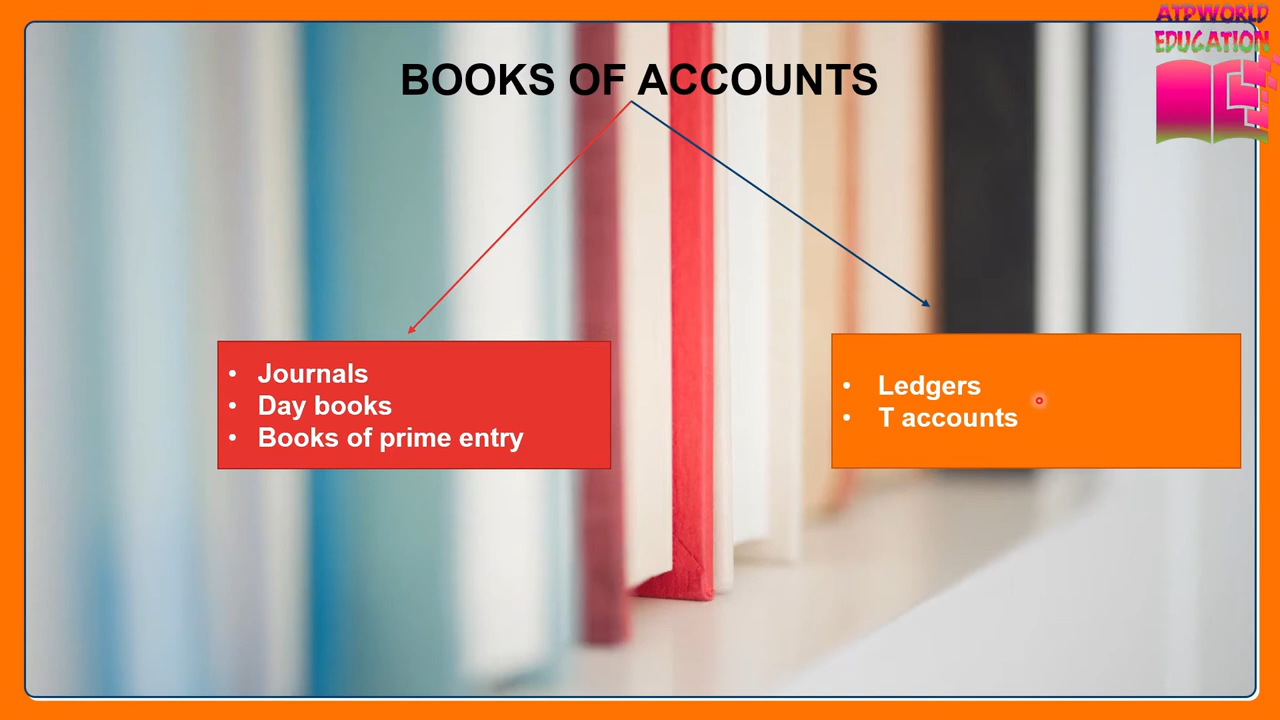 ATPWORLD
EDUCATION
BOOKS OF ACCOUNTS
• Journals
• Day books
• Books of prime entry
• Ledgers
• T accounts